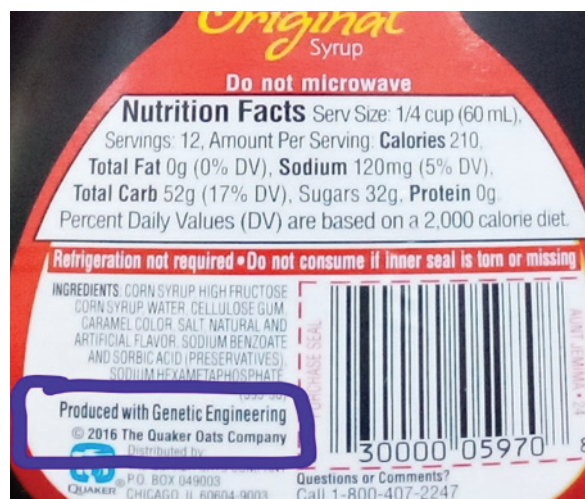 Original
Syrup
Do not microwave
Nutrition Facts Serv Size: 1/4 cup (60 mL),
Servings: 12, Amount Per Serving: Calories 210,
Total Fat 0g (0% DV), Sodium 120mg (5% DV),
Total Carb 52g (17% DV), Sugars 32g, Protein 0g.
Percent Daily Values (DV) are based on a 2,000 calorie diet.
Refrigeration not required • Do not consume if inner seal is torn or missing
INGREDIENTS: CORN SYRUP, HIGH FRUCTOSE
CORN SYRUP, WATER, CELLULOSE GUM,
CARAMEL COLOR, SALT, NATURAL AND
ARTIFICIAL FLAVOR, SODIUM BENZOATE
AND SORBIC ACID (PRESERVATIVES),
SODIUM HEXAMETAPHOSPHATE
Produced with Genetic Engineering
© 2016 The Quaker Oats Company
Distributed by:
QUAKER
P.O. BOX 049003
CHICAGO, IL 60604-9003
PURCHASE SEAL
AUNT JEMIMA
30000 05970 8
Questions or Comments?
Call 1-800-407-2247